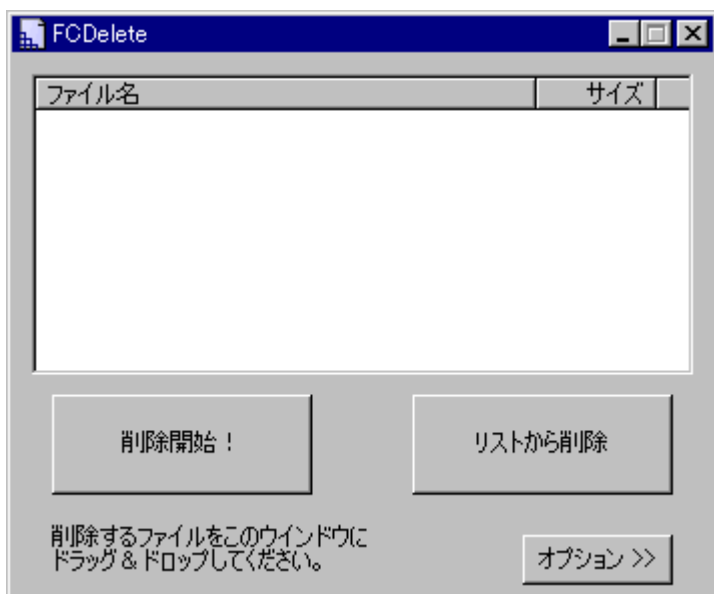 FCDelete
ファイル名 サイズ
削除開始！ リストから削除
削除するファイルをこのウインドウに
ドラッグ＆ドロップしてください。
オプション >>